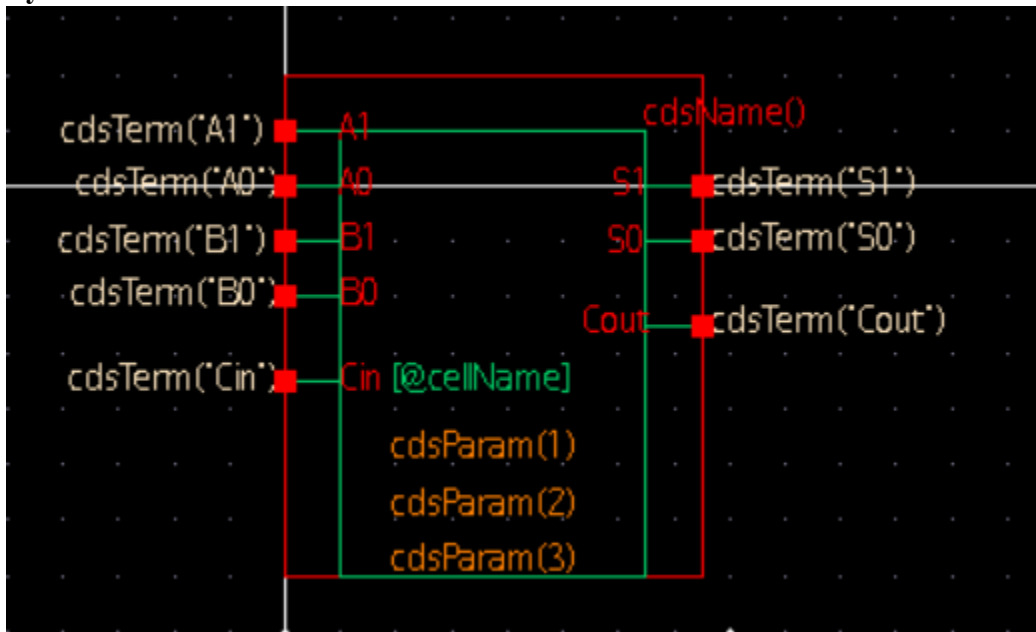 cdsTerm("A1") A1 cdsName()
cdsTerm("A0") A0 S1 cdsTerm("S1")
cdsTerm("B1") B1 S0 cdsTerm("S0")
cdsTerm("B0") B0
Cout cdsTerm("Cout")
cdsTerm("Cin") Cin [@cellName]
cdsParam(1)
cdsParam(2)
cdsParam(3)